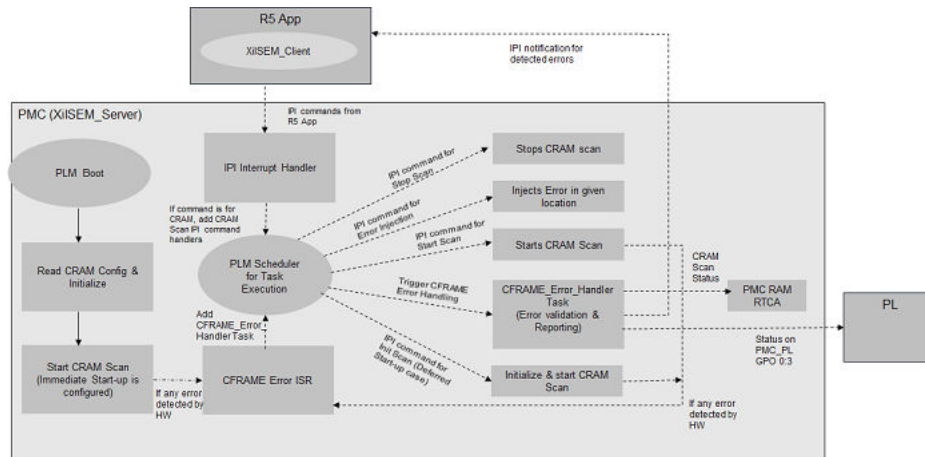 R5 App
XilSEM_Client
PL
IPI notification for
detected errors
PMC (XilSEM_Server)
IPI commands from
R5 App
PLM Boot
IPI Interrupt Handler
IPI command for
Stop Scan
Stops CRAM scan
IPI command for
Error Injection
Injects Error in given
location
If command is for
CRAM, add CRAM
Scan IPI command
handlers
IPI command for
Start Scan
Starts CRAM Scan
PLM Scheduler
for Task
Execution
Read CRAM Config &
Initialize
Trigger CFRAME
Error Handling
CFRAME_Error_Handler
Task
(Error validation &
Reporting)
CRAM
Scan
Status
PMC RAM
RTCA
Add
CFRAME_Error_
HandlerTask
IPI command for
Init Scan (Deferred
Start-up case)
Status on
PMC_PL
GPO 0:3
Start CRAM Scan
(Immediate Start-up is
configured)
If any error
detected by
HW
CFRAME Error ISR
Initialize & start CRAM
Scan
If any error
detected by
HW